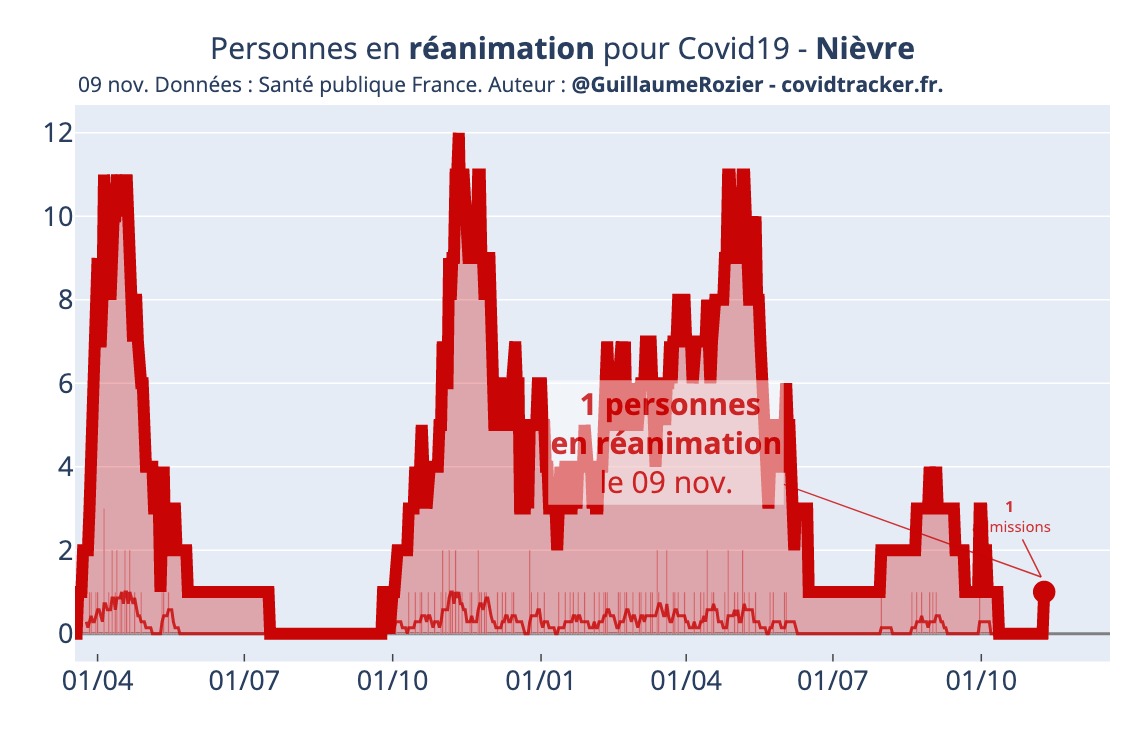 Personnes en réanimation pour Covid19 - Nièvre
09 nov. Données : Santé publique France. Auteur : @GuillaumeRozier - covidtracker.fr.
12
10
8
6
4
2
0
1 personnes
en réanimation
le 09 nov.
1
missions
01/04
01/07
01/10
01/01
01/04
01/07
01/10